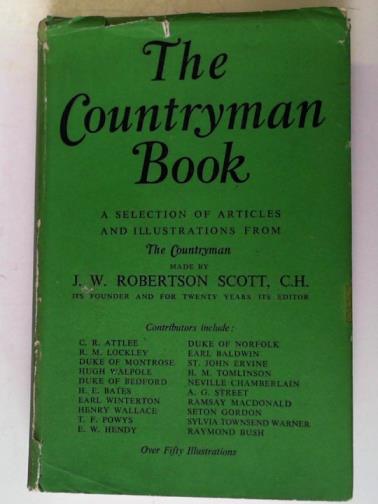 The
Countryman
Book
A SELECTION OF ARTICLES
AND ILLUSTRATIONS FROM
The Countryman
MADE BY
J. W. ROBERTSON SCOTT, C.H.
ITS FOUNDER AND FOR TWENTY YEARS ITS EDITOR
Contributors include:
C. R. ATTLEE
R. M. LOCKLEY
DUKE OF MONTROSE
HUGH WALPOLE
DUKE OF BEDFORD
H. E. BATES
EARL WINTERTON
HENRY WALLACE
T. F. POWYS
E. W. HENDY
DUKE OF NORFOLK
EARL BALDWIN
ST. JOHN ERVINE
H. M. TOMLINSON
NEVILLE CHAMBERLAIN
A. G. STREET
RAMSAY MACDONALD
SETON GORDON
SYLVIA TOWNSEND WARNER
RAYMOND BUSH
Over Fifty Illustrations